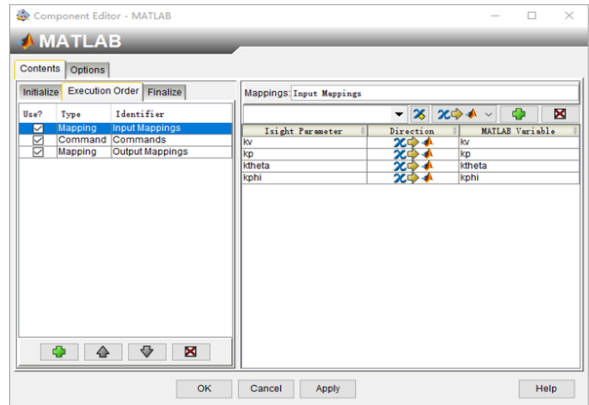 Component Editor - MATLAB
MATLAB
Contents Options
Initialize Execution Order Finalize
Mappings: Input Mappings
Use? Type Identifier
Mapping Input Mappings
Command Commands
Mapping Output Mappings
Isight Parameter Direction MATLAB Variable
kv kv
kp kp
ktheta ktheta
kphi kphi
OK Cancel Apply Help